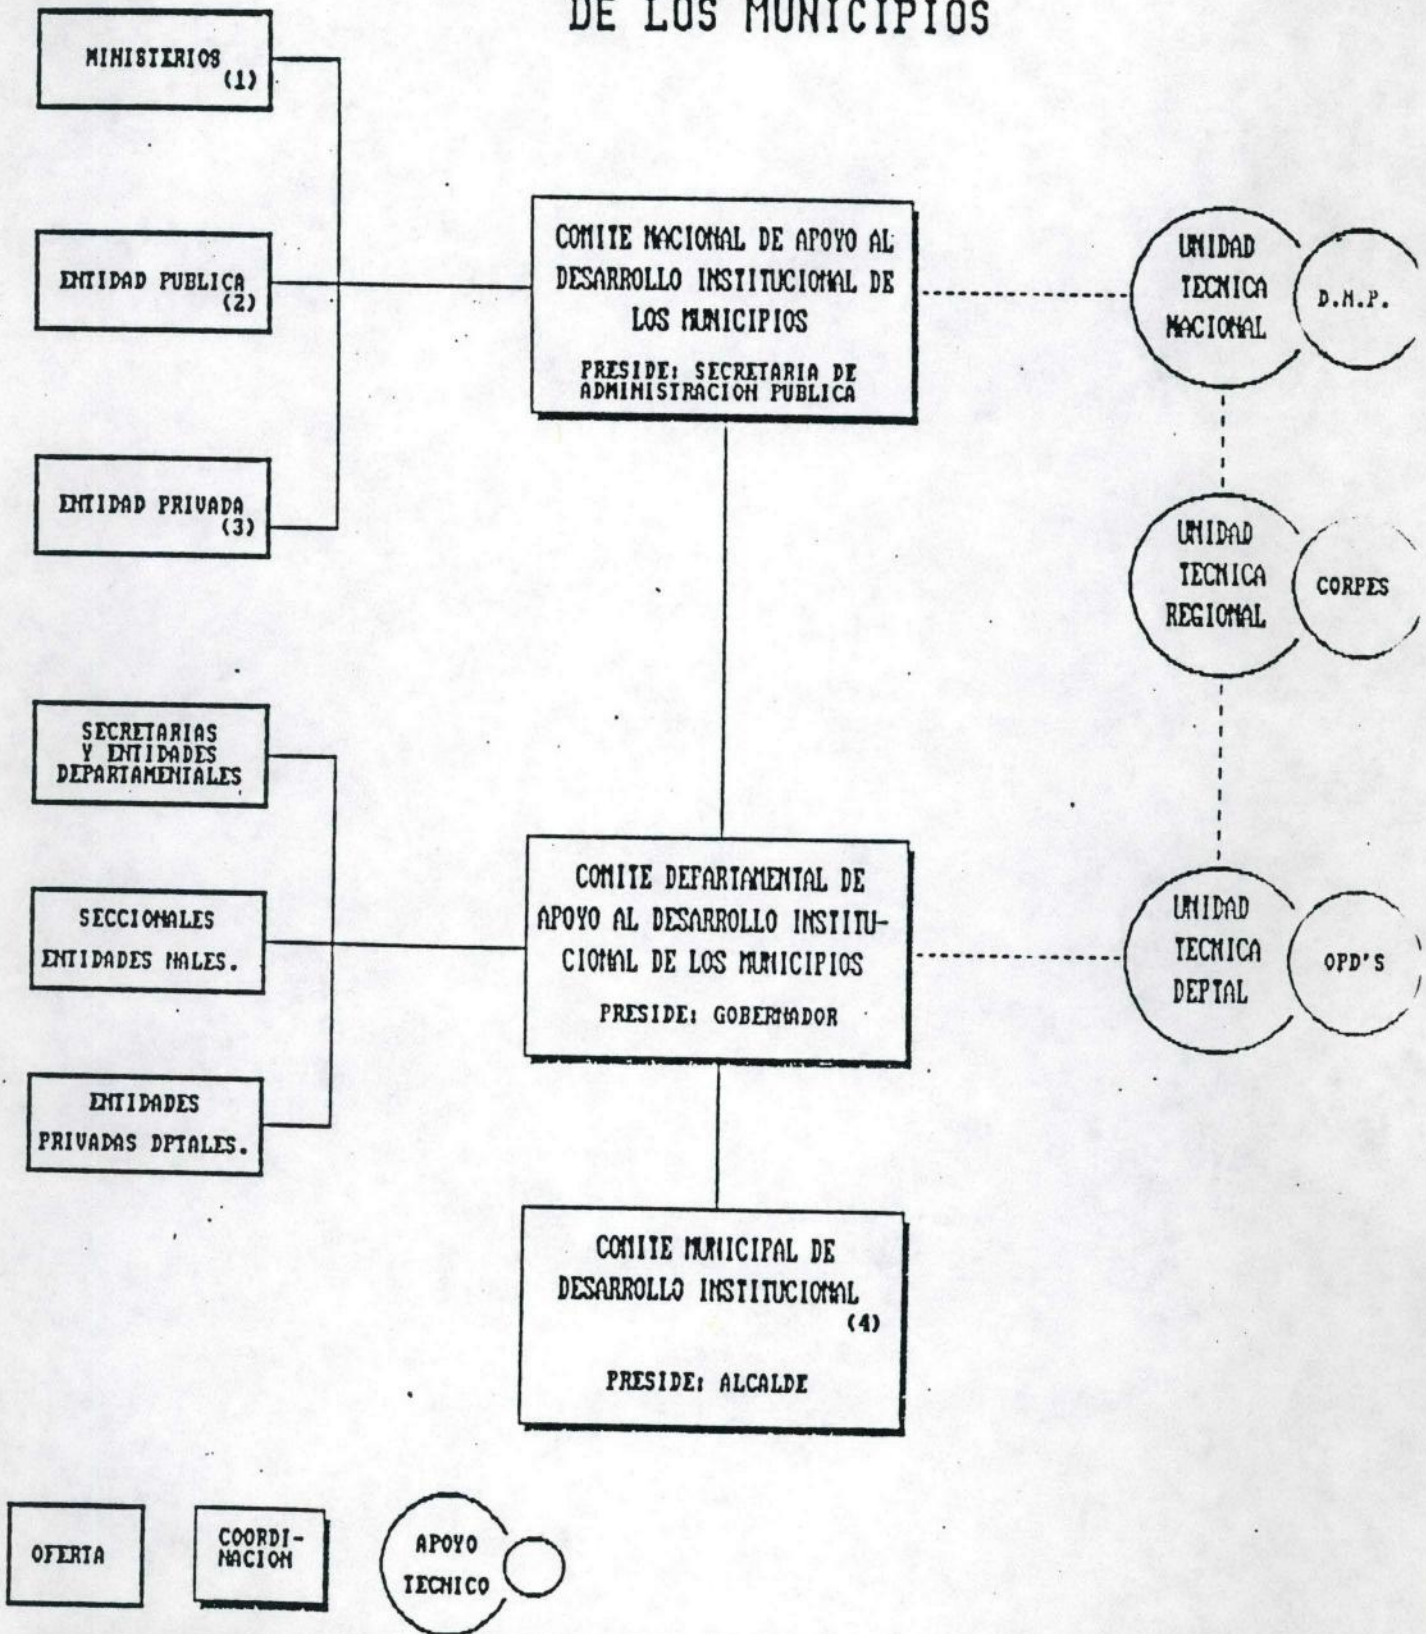 DE LOS MUNICIPIOS
MINISTERIOS
(1)
ENTIDAD PUBLICA
(2)
ENTIDAD PRIVADA
(3)
COMITE NACIONAL DE APOYO AL
DESARROLLO INSTITUCIONAL DE
LOS MUNICIPIOS
PRESIDE: SECRETARIA DE
ADMINISTRACION PUBLICA
UNIDAD
TECNICA
NACIONAL
D.N.P.
UNIDAD
TECNICA
REGIONAL
CORPES
SECRETARIAS
Y ENTIDADES
DEPARTAMENTALES
SECCIONALES
ENTIDADES NALES.
ENTIDADES
PRIVADAS DPTALES.
COMITE DEPARTAMENTAL DE
APOYO AL DESARROLLO INSTITU-
CIONAL DE LOS MUNICIPIOS
PRESIDE: GOBERNADOR
UNIDAD
TECNICA
DEPTAL
OPD'S
COMITE MUNICIPAL DE
DESARROLLO INSTITUCIONAL
(4)
PRESIDE: ALCALDE
OFERTA
COORDI-
NACION
APOYO
TECNICO